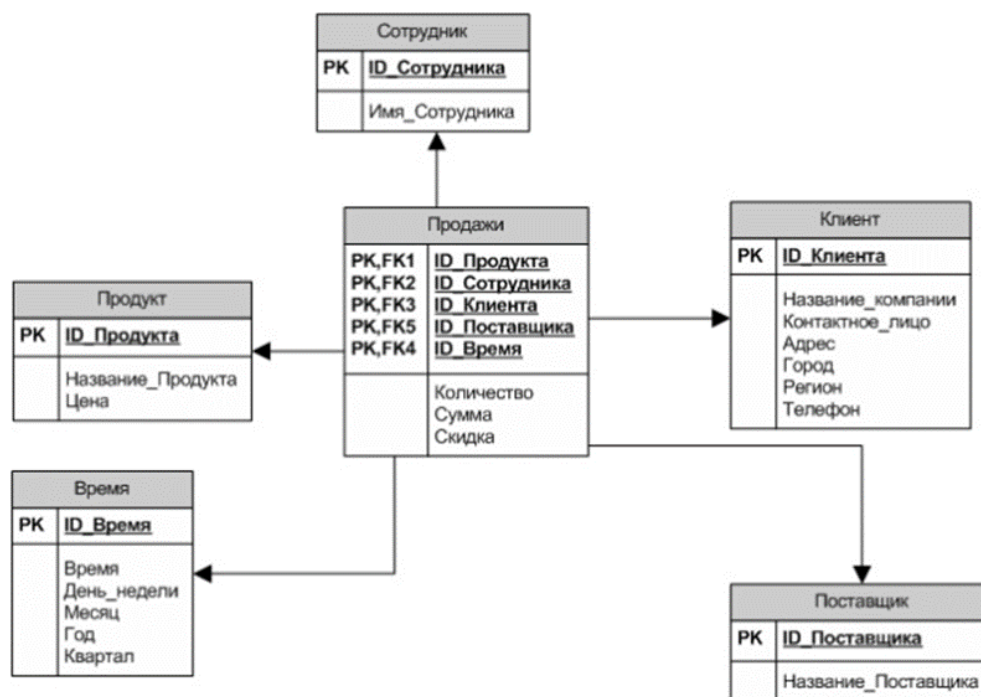 Сотрудник
PK ID_Сотрудника
Имя_Сотрудника
Продажи
PK,FK1 ID_Продукта
PK,FK2 ID_Сотрудника
PK,FK3 ID_Клиента
PK,FK5 ID_Поставщика
PK,FK4 ID_Время
Количество
Сумма
Скидка
Клиент
PK ID_Клиента
Название_компании
Контактное_лицо
Адрес
Город
Регион
Телефон
Продукт
PK ID_Продукта
Название_Продукта
Цена
Время
PK ID_Время
Время
День_недели
Месяц
Год
Квартал
Поставщик
PK ID_Поставщика
Название_Поставщика